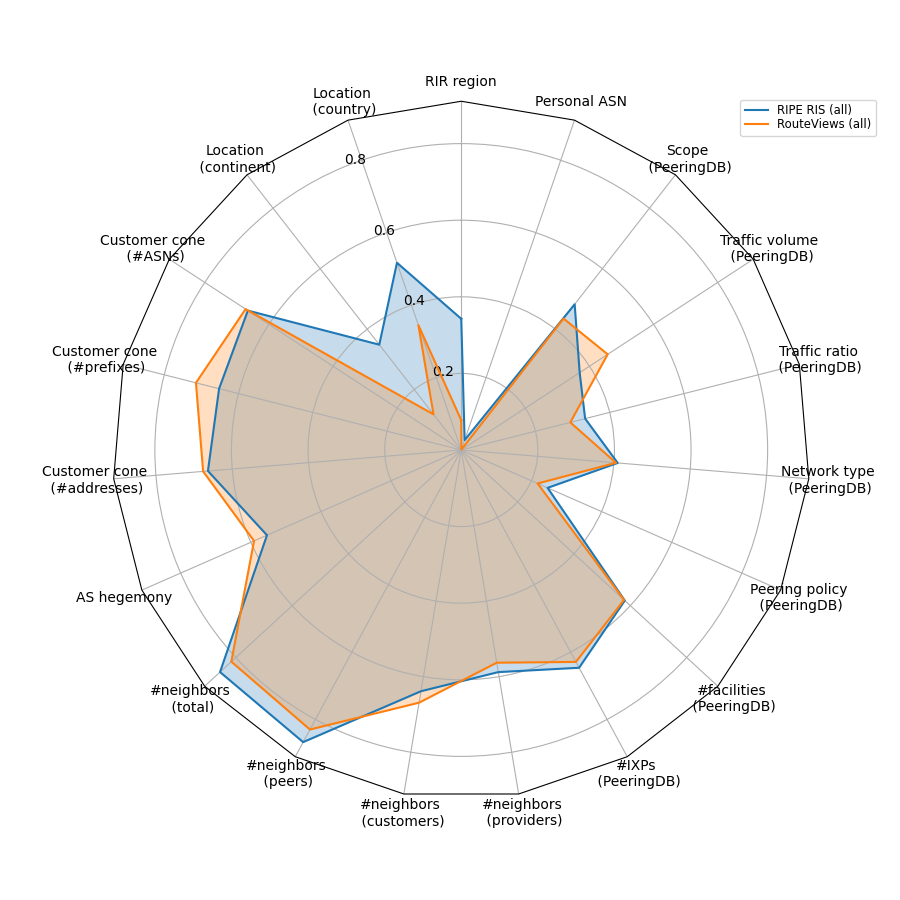 RIR region
Location
(country)
Personal ASN
RIPE RIS (all)
RouteViews (all)
Location
(continent)
0.8
Scope
(PeeringDB)
Customer cone
(#ASNs)
0.6
Traffic volume
(PeeringDB)
0.4
Customer cone
(#prefixes)
0.2
Traffic ratio
(PeeringDB)
Customer cone
(#addresses)
Network type
(PeeringDB)
AS hegemony
Peering policy
(PeeringDB)
#neighbors
(total)
#facilities
(PeeringDB)
#neighbors
(peers)
#IXPs
(PeeringDB)
#neighbors
(customers)
#neighbors
(providers)